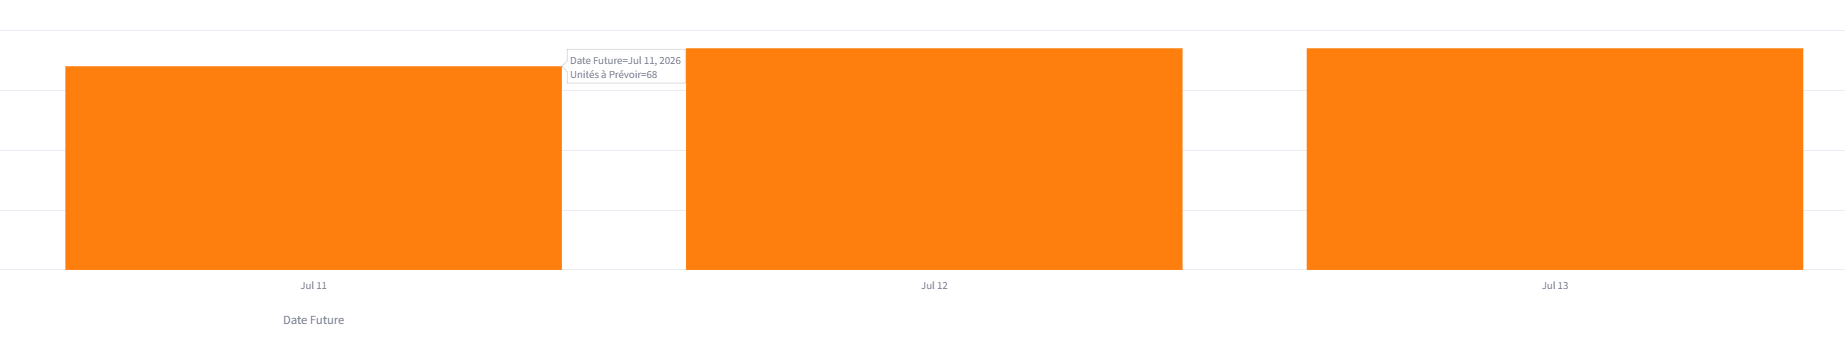 Date Future=Jul 11, 2026
Unités à Prévoir=68
Jul 11
Jul 12
Jul 13
Date Future